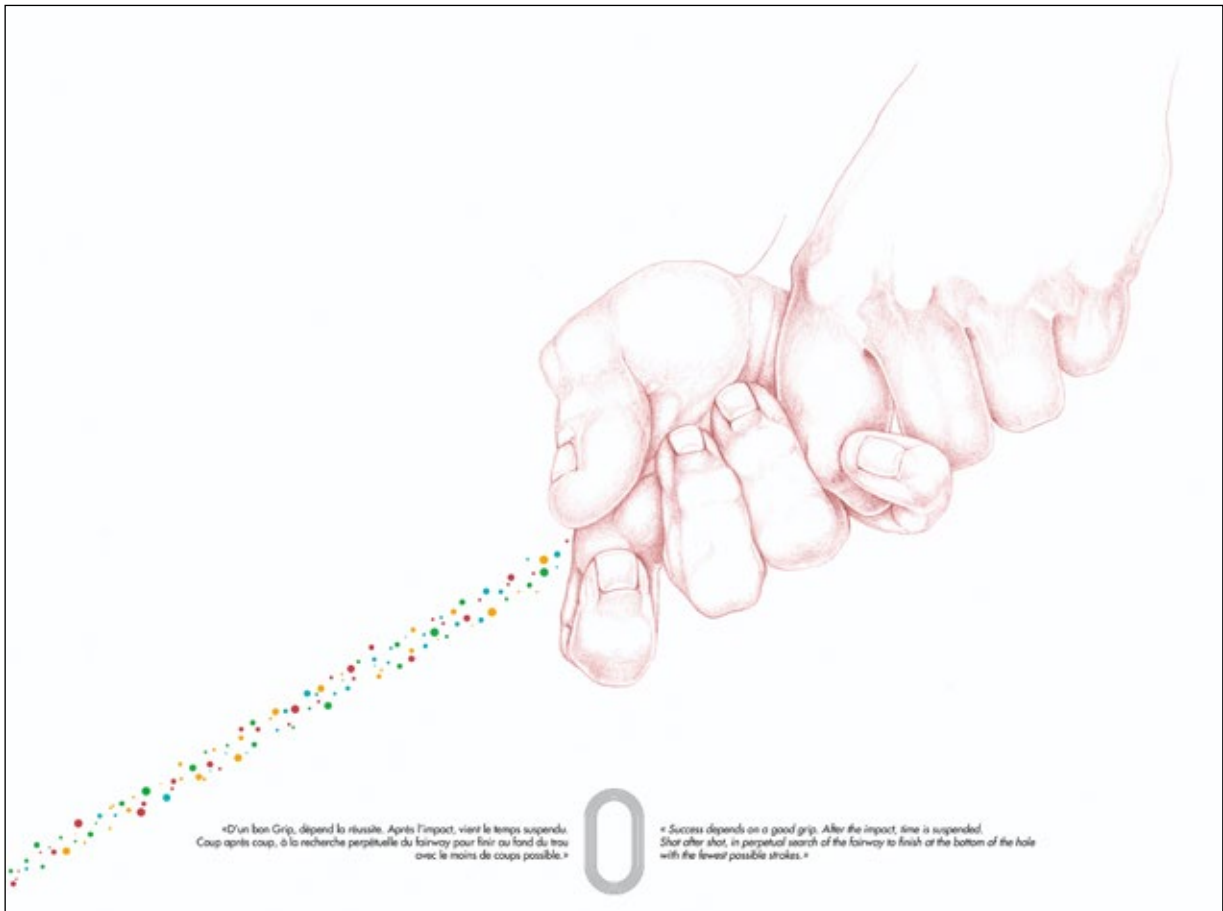 «D'un bon Grip, dépend la réussite. Après l'impact, vient le temps suspendu.
Coup après coup, à la recherche perpétuelle du fairway pour finir au fond du trou
avec le moins de coups possible.»
« Success depends on a good grip. After the impact, time is suspended.
Shot after shot, in perpetual search of the fairway to finish at the bottom of the hole
with the fewest possible strokes.»